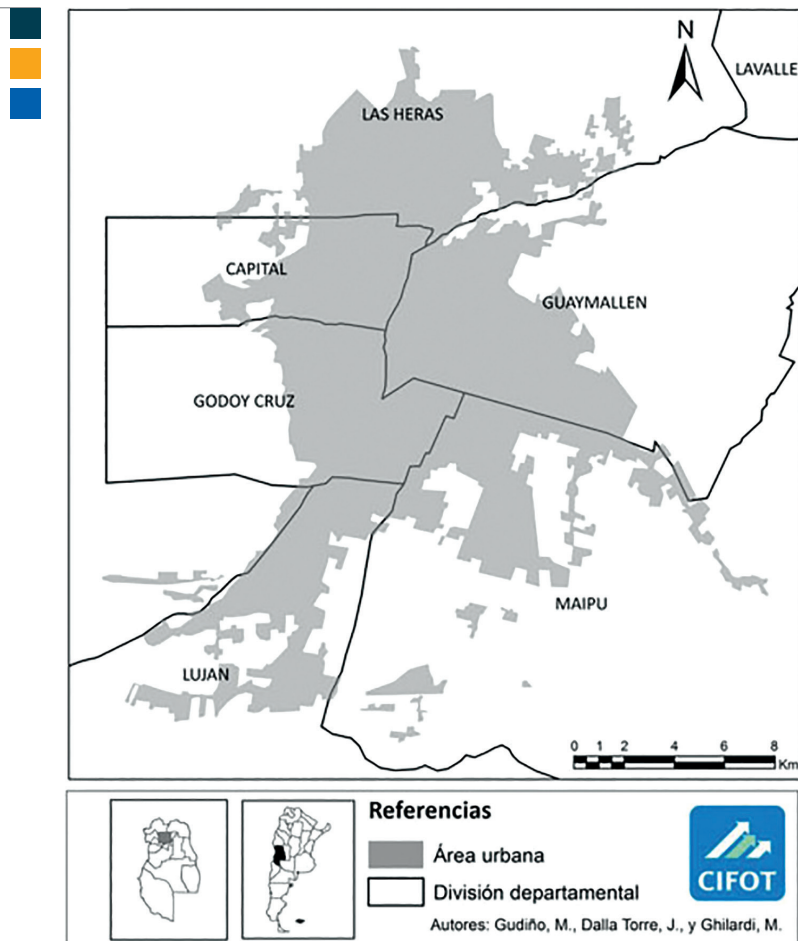 N
LAVALLE
LAS HERAS
CAPITAL
GUAYMALLEN
GODOY CRUZ
MAIPU
LUJAN
0 1 2 4 6 8
Km
Referencias
Área urbana
División departamental
CIFOT
Autores: Gudiño, M., Dalla Torre, J., y Ghilardi, M.